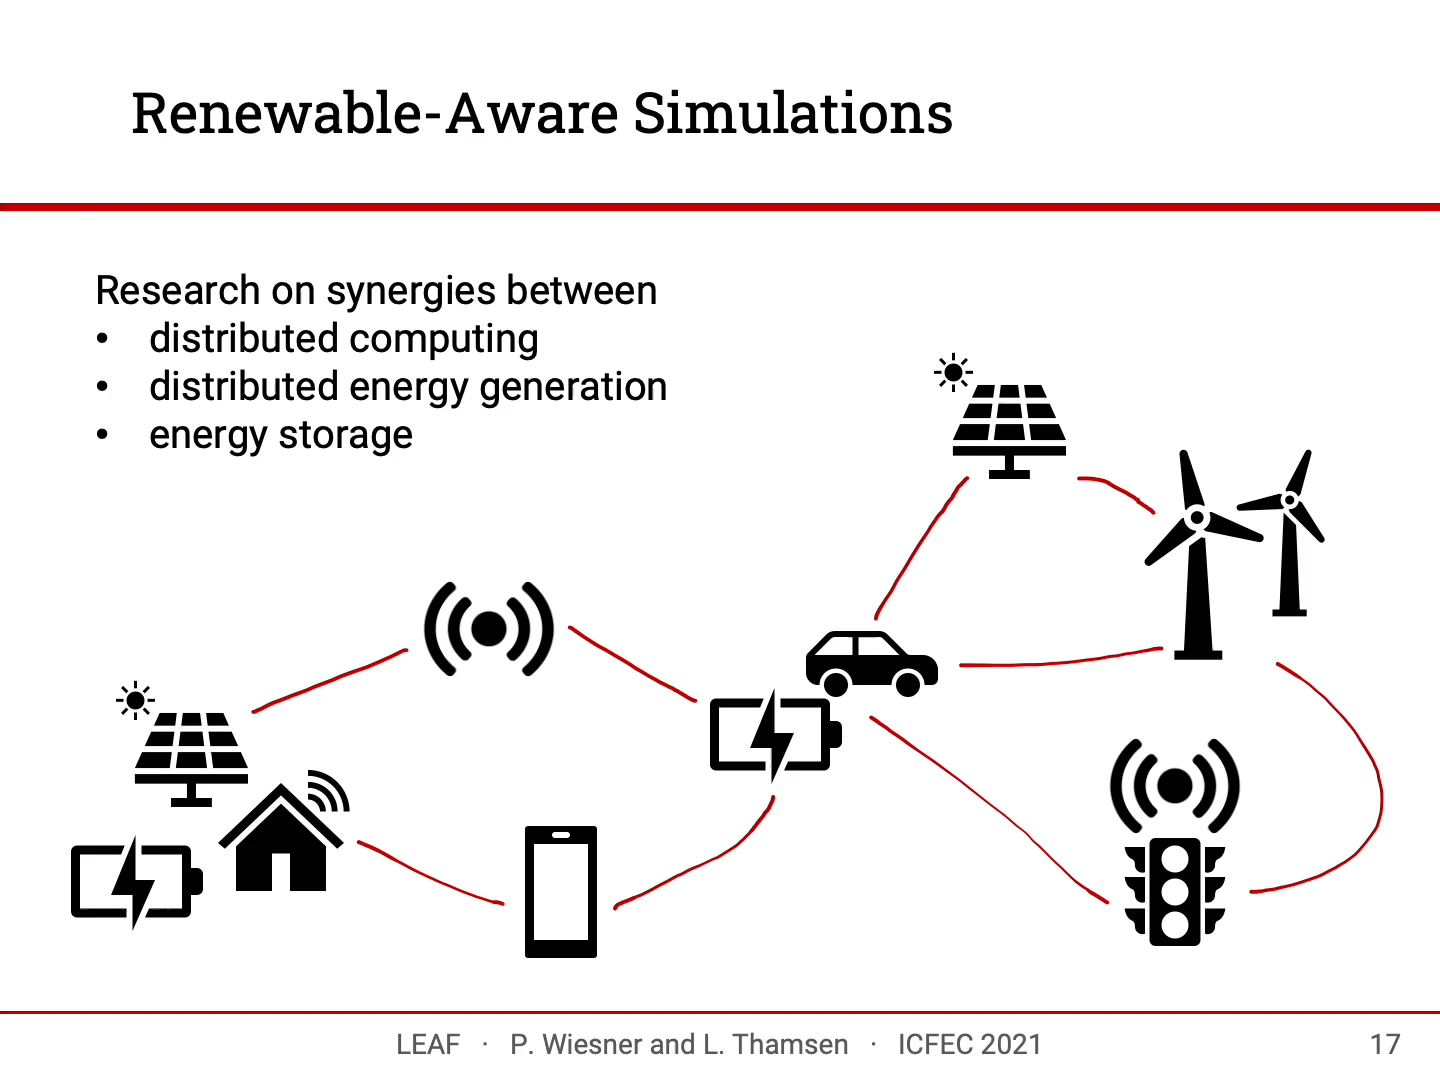 Renewable-Aware Simulations
Research on synergies between
• distributed computing
• distributed energy generation
• energy storage
LEAF · P. Wiesner and L. Thamsen · ICFEC 2021 17